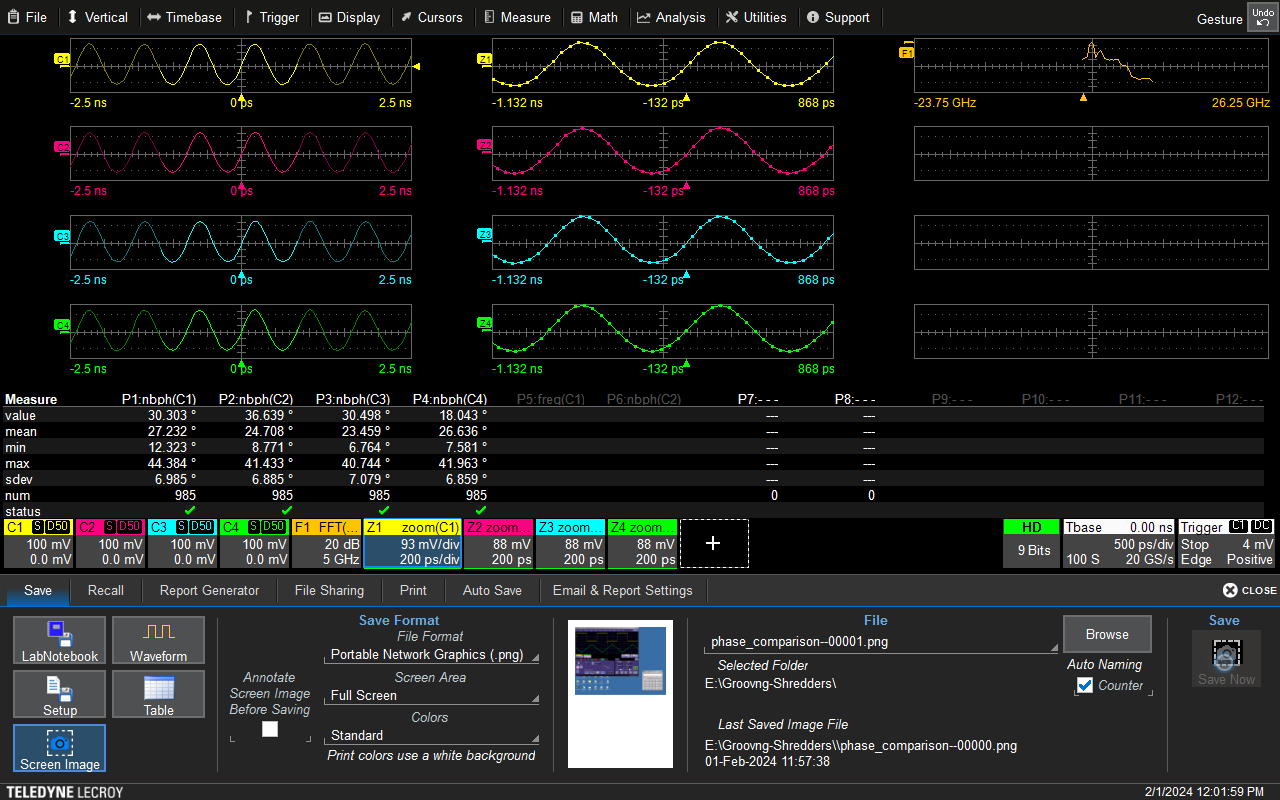 File Vertical Timebase Trigger Display Cursors Measure Math Analysis Utilities Support Gesture Undo
C1 Z1 F1
-2.5 ns 0 ps 2.5 ns -1.132 ns -132 ps 868 ps -23.75 GHz 26.25 GHz
C2 Z2
-2.5 ns 0 ps 2.5 ns -1.132 ns -132 ps 868 ps
C3 Z3
-2.5 ns 0 ps 2.5 ns -1.132 ns -132 ps 868 ps
C4 Z4
-2.5 ns 0 ps 2.5 ns -1.132 ns -132 ps 868 ps
Measure P1:nbph(C1) P2:nbph(C2) P3:nbph(C3) P4:nbph(C4) P5:freq(C1) P6:nbph(C2) P7:- - - P8:- - - P9:- - - P10:- - - P11:- - - P12:- - -
value 30.303 ° 36.639 ° 30.498 ° 18.043 ° --- ---
mean 27.232 ° 24.708 ° 23.459 ° 26.636 ° --- ---
min 12.323 ° 8.771 ° 6.764 ° 7.581 ° --- ---
max 44.384 ° 41.433 ° 40.744 ° 41.963 ° --- ---
sdev 6.985 ° 6.885 ° 7.079 ° 6.859 ° --- ---
num 985 985 985 985 0 0
status
C1 S D50 C2 S D50 C3 S D50 C4 S D50 F1 FFT(... Z1 zoom(C1) Z2 zoom... Z3 zoom... Z4 zoom... HD Tbase 0.00 ns Trigger C1 DC
100 mV 100 mV 100 mV 100 mV 20 dB 93 mV/div 88 mV 88 mV 88 mV + 9 Bits 500 ps/div Stop 4 mV
0.0 mV 0.0 mV 0.0 mV 0.0 mV 5 GHz 200 ps/div 200 ps 200 ps 200 ps 100 S 20 GS/s Edge Positive
Save Recall Report Generator File Sharing Print Auto Save Email & Report Settings CLOSE
LabNotebook Waveform
Setup Table
Screen Image
Annotate
Screen Image
Before Saving
Save Format
File Format
Portable Network Graphics (.png)
Screen Area
Full Screen
Colors
Standard
Print colors use a white background
File
phase_comparison--00001.png
Browse
Selected Folder
E:\Groovng-Shredders\
Auto Naming
Counter
Last Saved Image File
E:\Groovng-Shredders\\phase_comparison--00000.png
01-Feb-2024 11:57:38
Save
Save Now
TELEDYNE LECROY 2/1/2024 12:01:59 PM